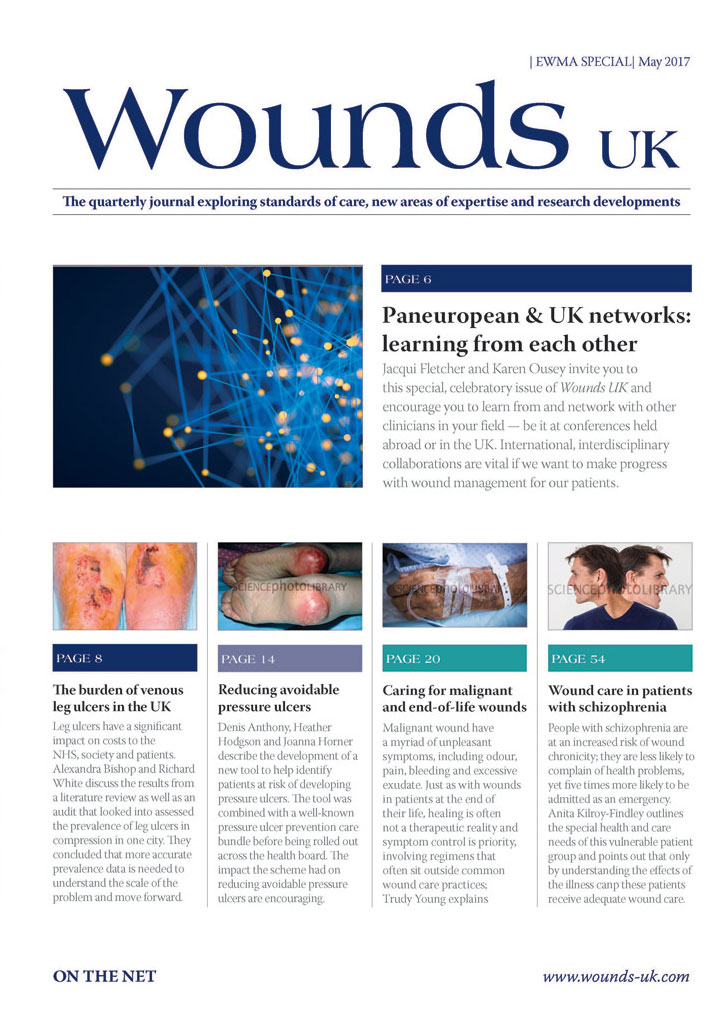 | EWMA SPECIAL| May 2017
Wounds UK
The quarterly journal exploring standards of care, new areas of expertise and research developments
PAGE 6
Paneuropean & UK networks:
learning from each other
Jacqui Fletcher and Karen Ousey invite you to
this special, celebratory issue of Wounds UK and
encourage you to learn from and network with other
clinicians in your field — be it at conferences held
abroad or in the UK. International, interdisciplinary
collaborations are vital if we want to make progress
with wound management for our patients.
PAGE 8
The burden of venous
leg ulcers in the UK
Leg ulcers have a significant
impact on costs to the
NHS, society and patients.
Alexandra Bishop and Richard
White discuss the results from
a literature review as well as an
audit that looked into assessed
the prevalence of leg ulcers in
compression in one city. They
concluded that more accurate
prevalence data is needed to
understand the scale of the
problem and move forward.
SCIENCEPHOTOLIBRARY
PAGE 14
Reducing avoidable
pressure ulcers
Denis Anthony, Heather
Hodgson and Joanna Horner
describe the development of a
new tool to help identify
patients at risk of developing
pressure ulcers. The tool was
combined with a well-known
pressure ulcer prevention care
bundle before being rolled out
across the health board. The
impact the scheme had on
reducing avoidable pressure
ulcers are encouraging.
SCIENCEPHOTOLIBRARY
PAGE 20
Caring for malignant
and end-of-life wounds
Malignant wound have
a myriad of unpleasant
symptoms, including odour,
pain, bleeding and excessive
exudate. Just as with wounds
in patients at the end of
their life, healing is often
not a therapeutic reality and
symptom control is priority,
involving regimens that
often sit outside common
wound care practices;
Trudy Young explains
SCIENCEPHOTOLIBRARY
PAGE 54
Wound care in patients
with schizophrenia
People with schizophrenia are
at an increased risk of wound
chronicity; they are less likely to
complain of health problems,
yet five times more likely to be
admitted as an emergency.
Anita Kilroy-Findley outlines
the special health and care
needs of this vulnerable patient
group and points out that only
by understanding the effects of
the illness canp these patients
receive adequate wound care.
ON THE NET
www.wounds-uk.com